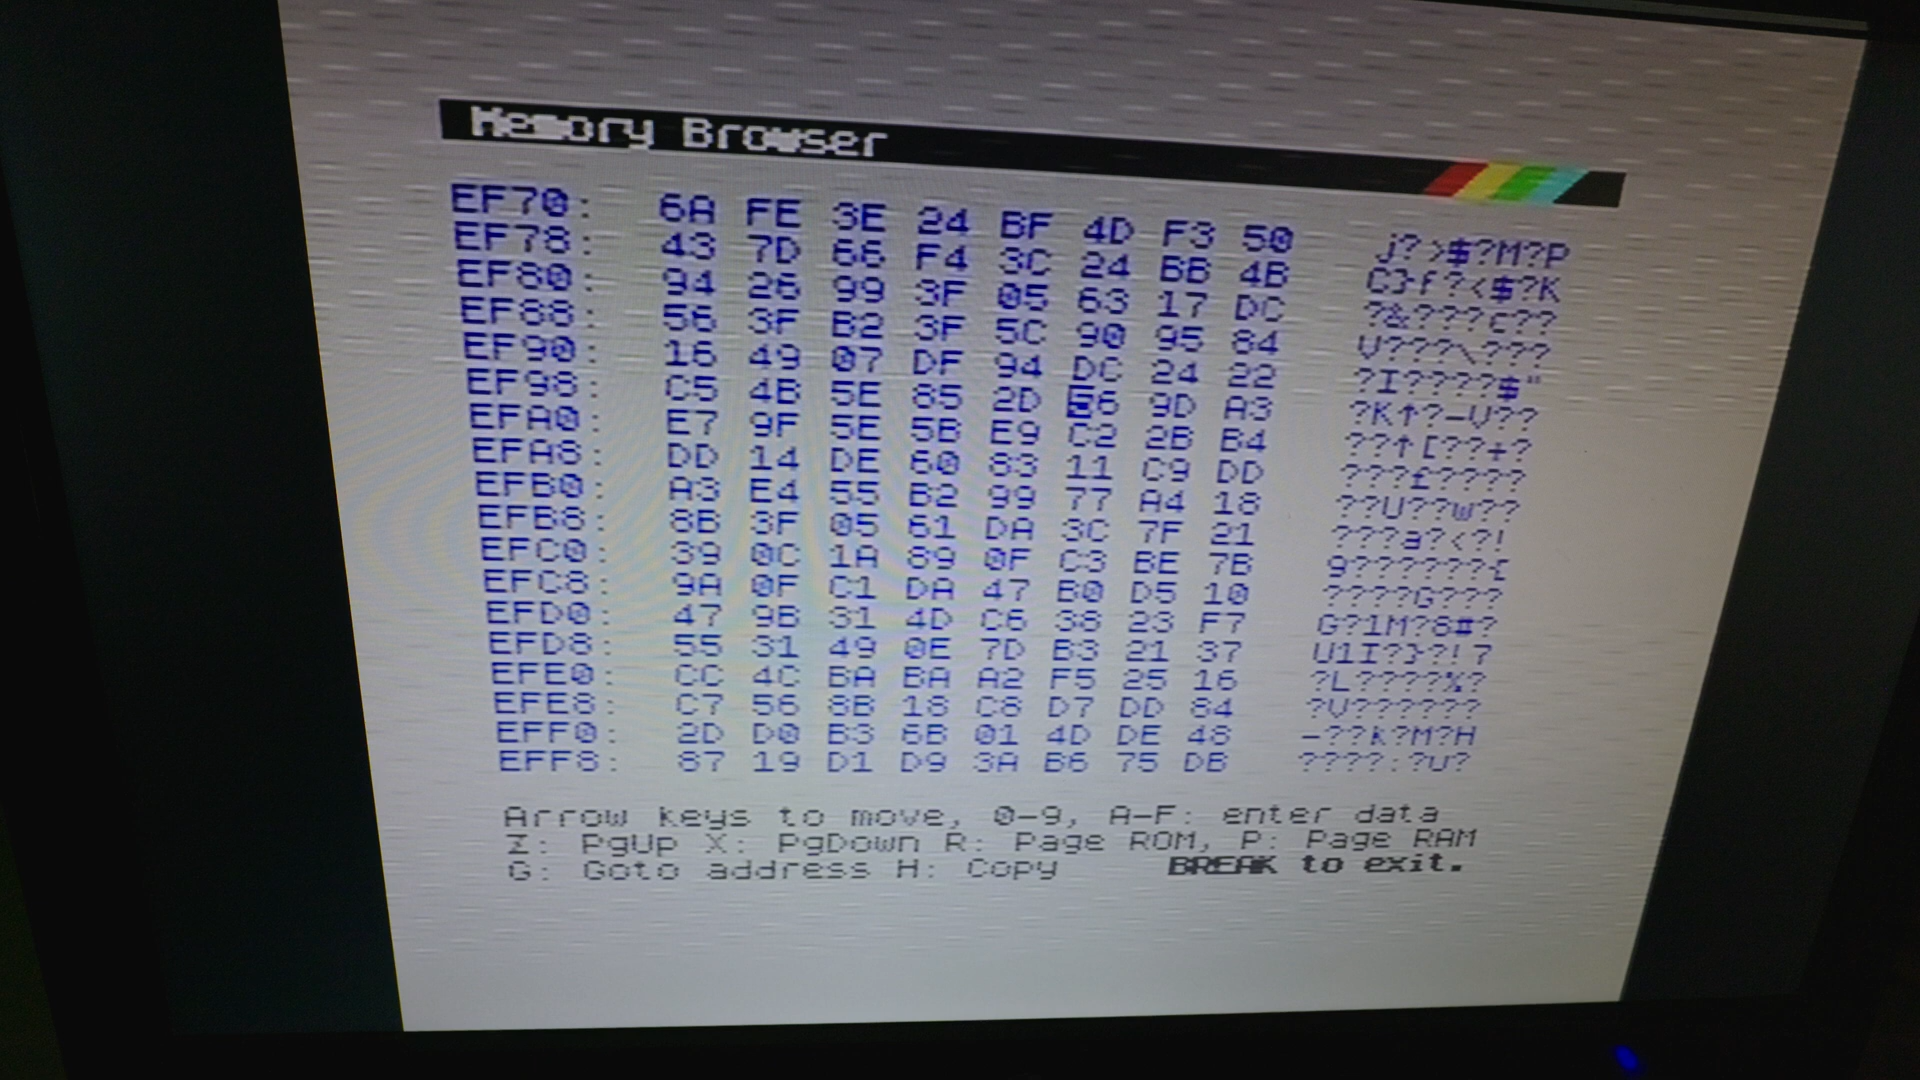 Memory Browser
EF70: 6A FE 3E 24 BF 4D F3 50 j?>$?M?P
EF78: 43 7D 66 F4 3C 24 BB 4B C}f?<$?K
EF80: 94 26 99 3F 05 63 17 DC ?&???c??
EF88: 56 3F B2 3F 5C 90 95 84 V???\???
EF90: 16 49 07 DF 94 DC 24 22 ?I????$"
EF98: C5 4B 5E 85 2D 56 9D A3 ?K↑?-V??
EFA0: E7 9F 5E 5B E9 C2 2B B4 ??↑[??+?
EFA8: DD 14 DE 60 83 11 C9 DD ???£????
EFB0: A3 E4 55 B2 99 77 A4 18 ??U??w??
EFB8: 8B 3F 05 61 DA 3C 7F 21 ???a?<?!
EFC0: 39 0C 1A 89 0F C3 BE 7B 9??????{
EFC8: 9A 0F C1 DA 47 B0 D5 10 ????G???
EFD0: 47 9B 31 4D C6 38 23 F7 G?1M?8#?
EFD8: 55 31 49 0E 7D B3 21 37 U1I?}?!7
EFE0: CC 4C BA BA A2 F5 25 16 ?L????%?
EFE8: C7 56 8B 18 C8 D7 DD 84 ?V??????
EFF0: 2D D0 B3 6B 01 4D DE 48 -??k?M?H
EFF8: 87 19 D1 D9 3A B6 75 DB ????:?u?
Arrow keys to move, 0-9, A-F: enter data
Z: PgUp X: PgDown R: Page ROM, P: Page RAM
G: Goto address H: Copy BREAK to exit.